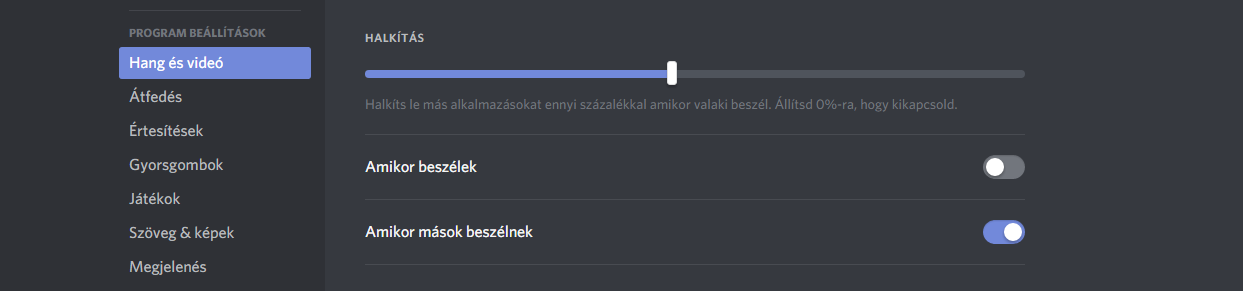 PROGRAM BEÁLLÍTÁSOK
Hang és videó
Átfedés
Értesítések
Gyorsgombok
Játékok
Szöveg & képek
Megjelenés
HALKÍTÁS
Halkíts le más alkalmazásokat ennyi százalékkal amikor valaki beszél. Állítsd 0%-ra, hogy kikapcsold.
Amikor beszélek
Amikor mások beszélnek